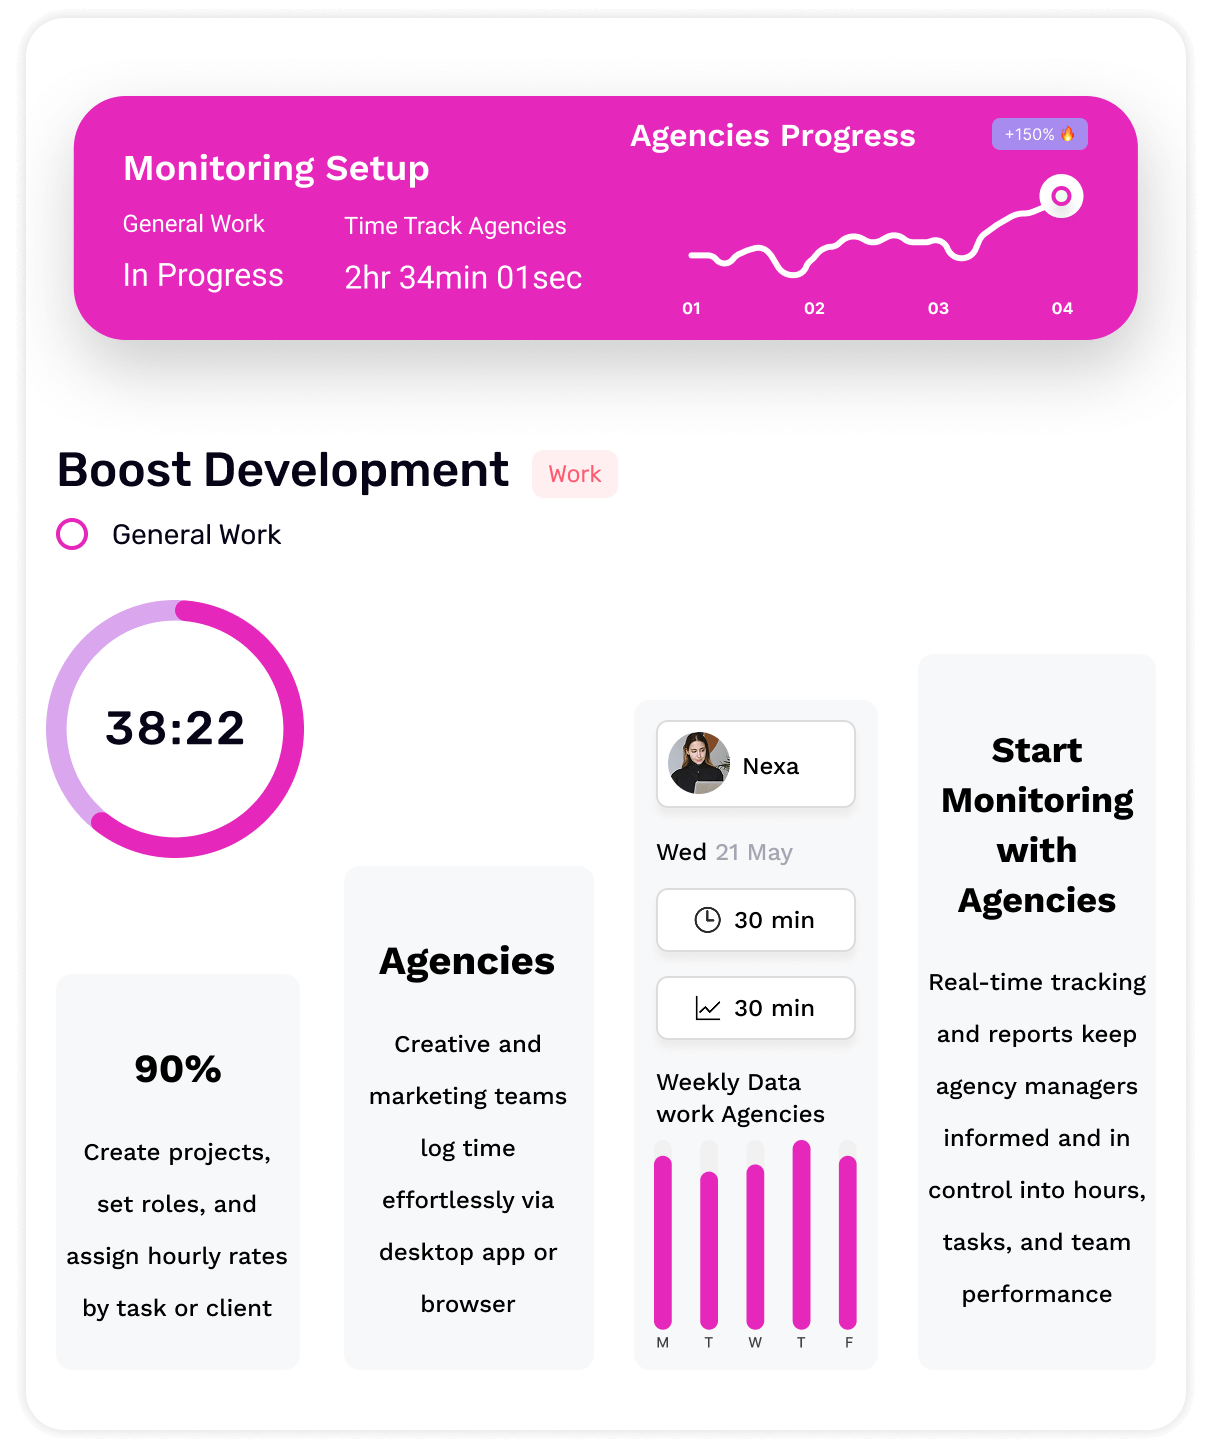 Monitoring Setup
General Work
In Progress
Time Track Agencies
2hr 34min 01sec
Agencies Progress
+150% 🔥
01 02 03 04
Boost Development
Work
General Work
38:22
90%
Create projects,
set roles, and
assign hourly rates
by task or client
Agencies
Creative and
marketing teams
log time
effortlessly via
desktop app or
browser
Nexa
Wed 21 May
30 min
30 min
Weekly Data
work Agencies
M T W T F
Start
Monitoring
with
Agencies
Real-time tracking
and reports keep
agency managers
informed and in
control into hours,
tasks, and team
performance